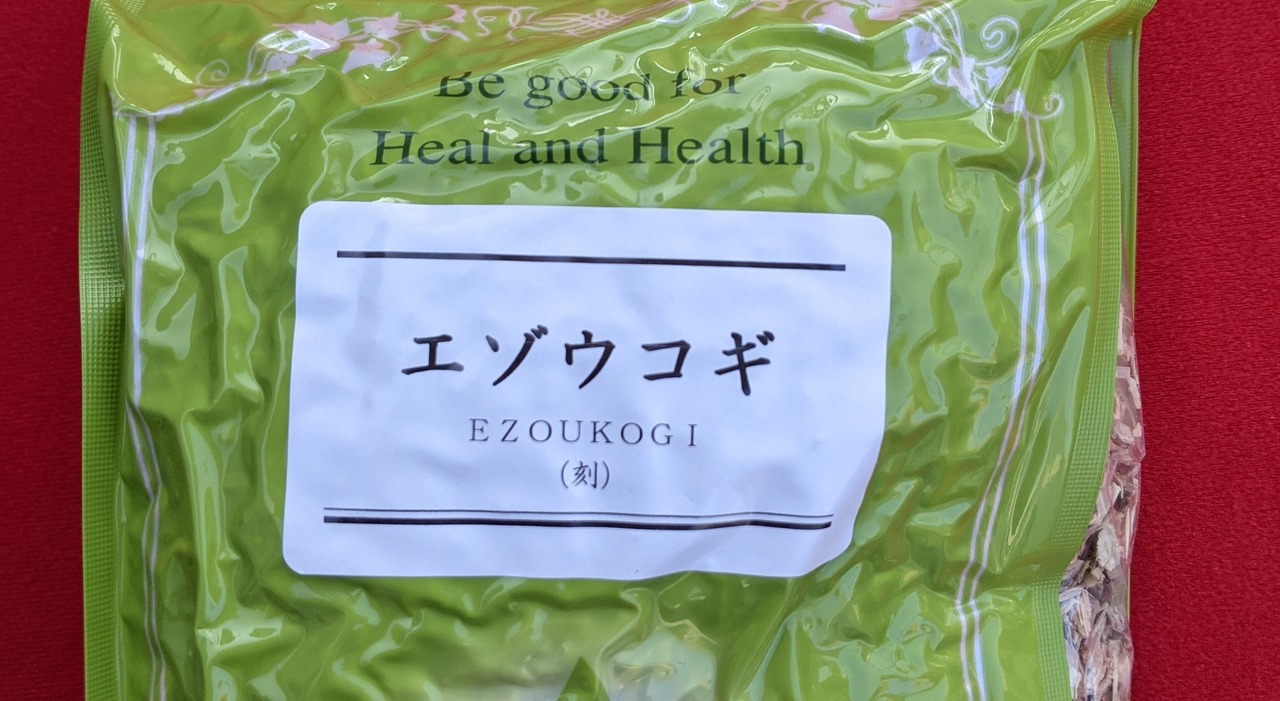 Be good for
Heal and Health
エゾウコギ
EZOUKOGI
(刻)